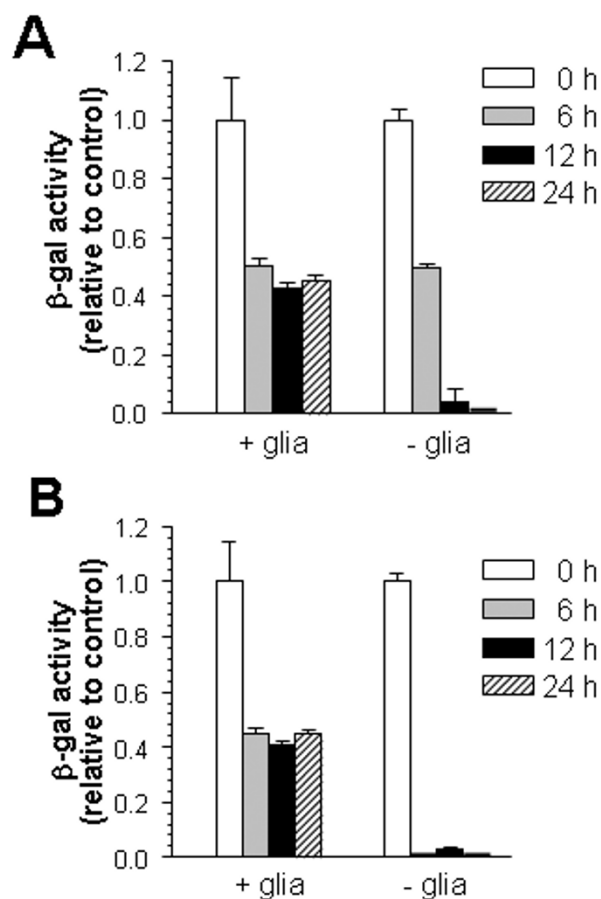 A
β-gal activity
(relative to control)
1.2
1.0
0.8
0.6
0.4
0.2
0.0
+ glia
- glia
0 h
6 h
12 h
24 h
B
β-gal activity
(relative to control)
1.2
1.0
0.8
0.6
0.4
0.2
0.0
+ glia
- glia
0 h
6 h
12 h
24 h